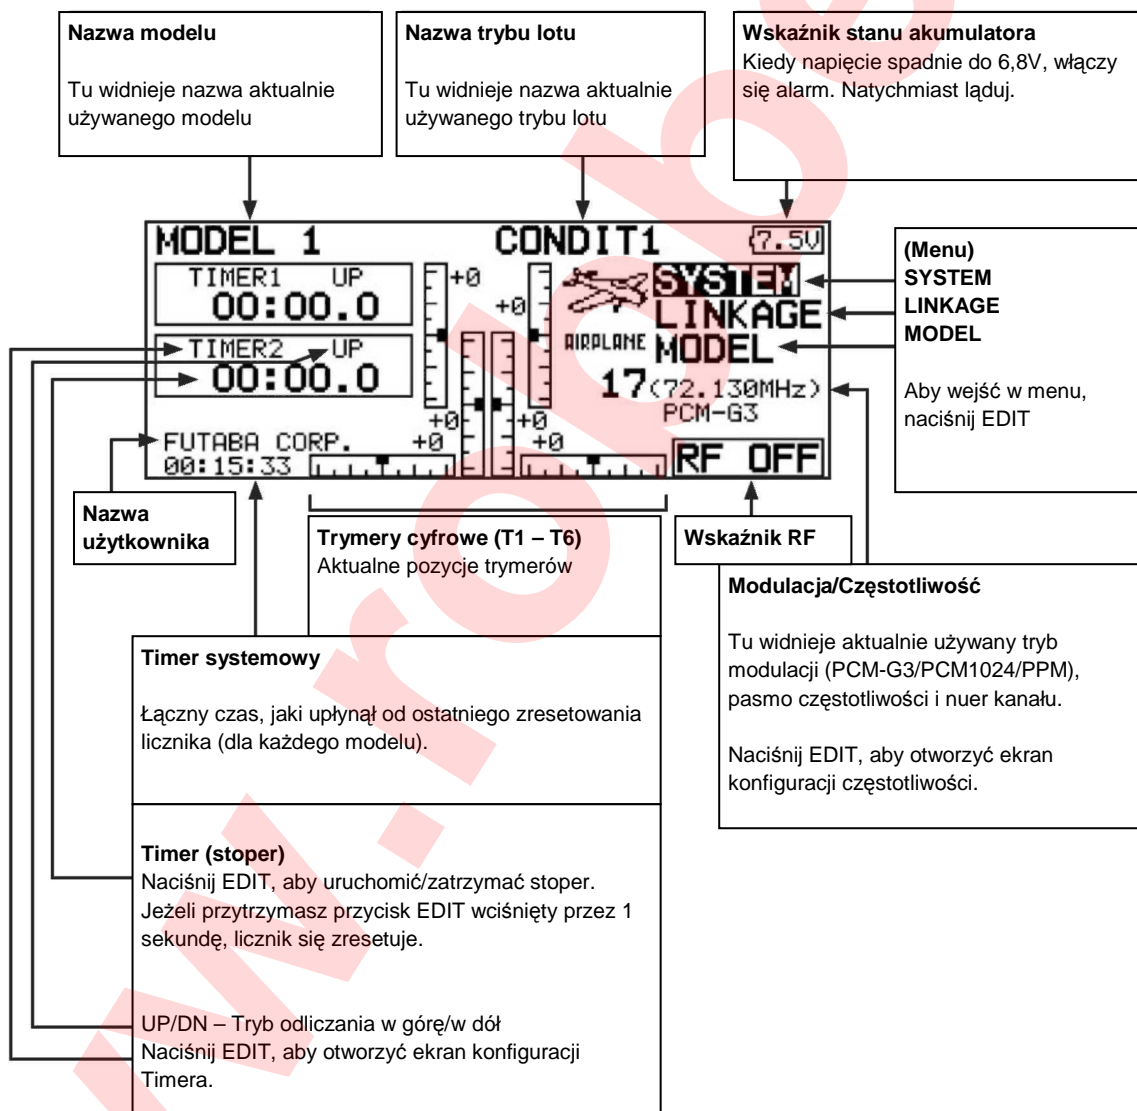 Nazwa modelu
Tu widnieje nazwa aktualnie
używanego modelu
Nazwa trybu lotu
Tu widnieje nazwa aktualnie
używanego trybu lotu
Wskaźnik stanu akumulatora
Kiedy napięcie spadnie do 6,8V, włączy
się alarm. Natychmiast ląduj.
MODEL 1
CONDIT1
7.5V
TIMER1 UP
00:00.0
TIMER2 UP
00:00.0
+0
+0
AIRPLANE
SYSTEM
LINKAGE
MODEL
17(72.130MHz)
PCM-G3
+0
+0
+0
FUTABA CORP.
00:15:33
RF OFF
(Menu)
SYSTEM
LINKAGE
MODEL
Aby wejść w menu,
naciśnij EDIT
Nazwa
użytkownika
Trymery cyfrowe (T1 – T6)
Aktualne pozycje trymerów
Wskaźnik RF
Modulacja/Częstotliwość
Tu widnieje aktualnie używany tryb
modulacji (PCM-G3/PCM1024/PPM),
pasmo częstotliwości i nuer kanału.
Naciśnij EDIT, aby otworzyć ekran
konfiguracji częstotliwości.
Timer systemowy
Łączny czas, jaki upłynął od ostatniego zresetowania
licznika (dla każdego modelu).
Timer (stoper)
Naciśnij EDIT, aby uruchomić/zatrzymać stoper.
Jeżeli przytrzymasz przycisk EDIT wciśnięty przez 1
sekundę, licznik się zresetuje.
UP/DN – Tryb odliczania w górę/w dół
Naciśnij EDIT, aby otworzyć ekran konfiguracji
Timera.
w.robbe